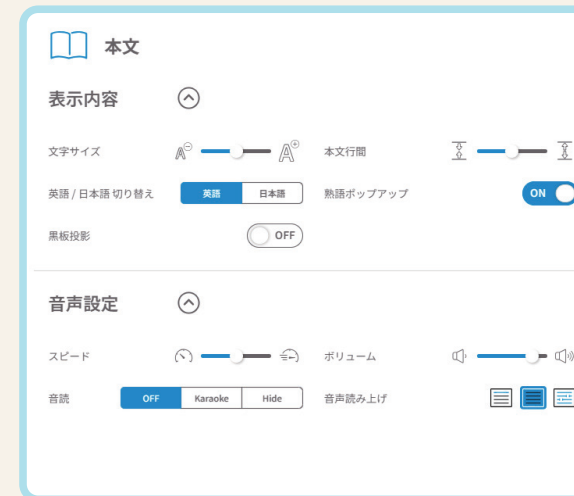 本文
表示内容
文字サイズ A A 本文行間
英語 / 日本語 切り替え 英語 日本語 熟語ポップアップ ON
黒板投影 OFF
音声設定
スピード ボリューム
音読 OFF Karaoke Hide 音声読み上げ